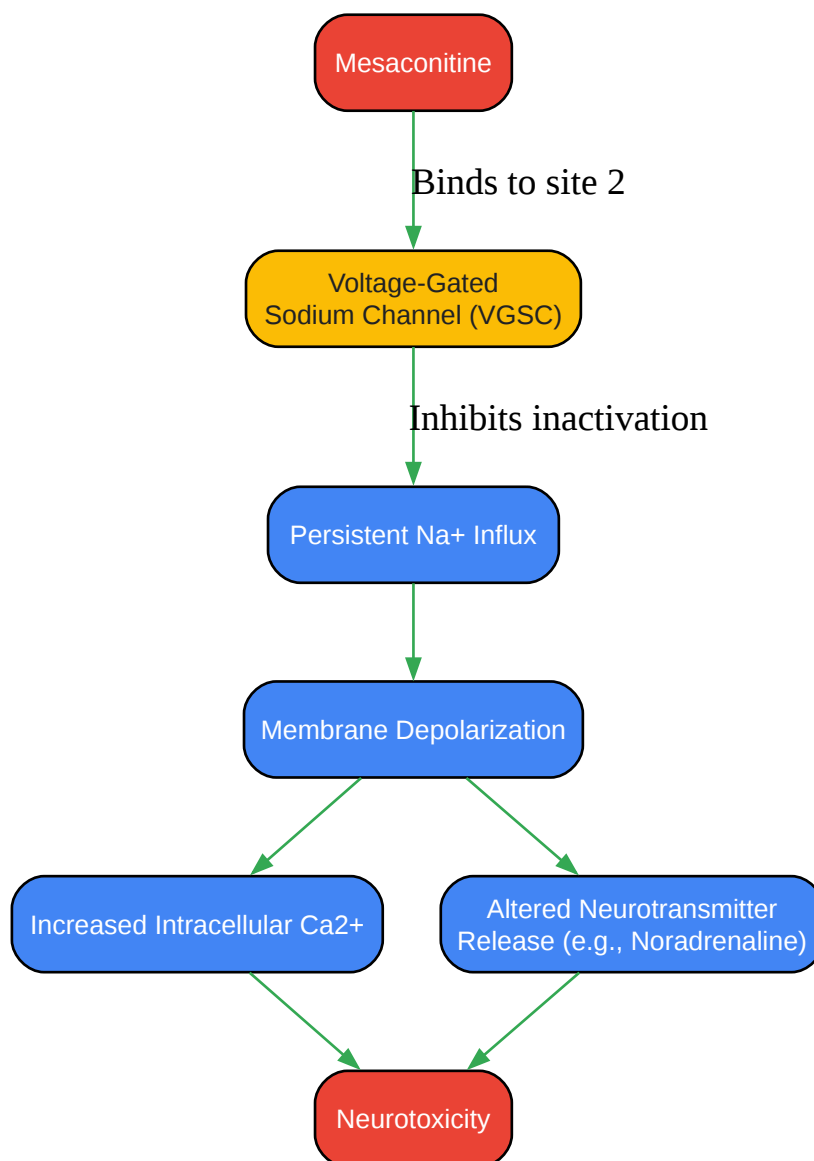 Mesaconitine
Binds to site 2
Voltage-Gated
Sodium Channel (VGSC)
Inhibits inactivation
Persistent Na+ Influx
Membrane Depolarization
Increased Intracellular Ca2+
Altered Neurotransmitter
Release (e.g., Noradrenaline)
Neurotoxicity